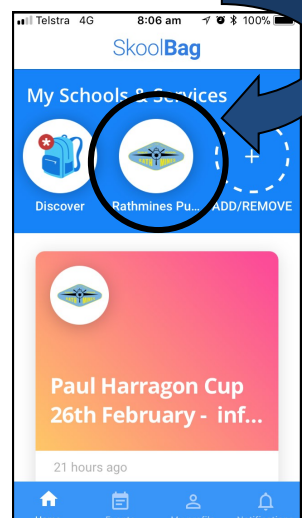 Telstra 4G 8:06 am 100%
SkoolBag
My Schools & Services
Discover Rathmines Pu... ADD/REMOVE
Paul Harragon Cup
26th February - inf...
21 hours ago